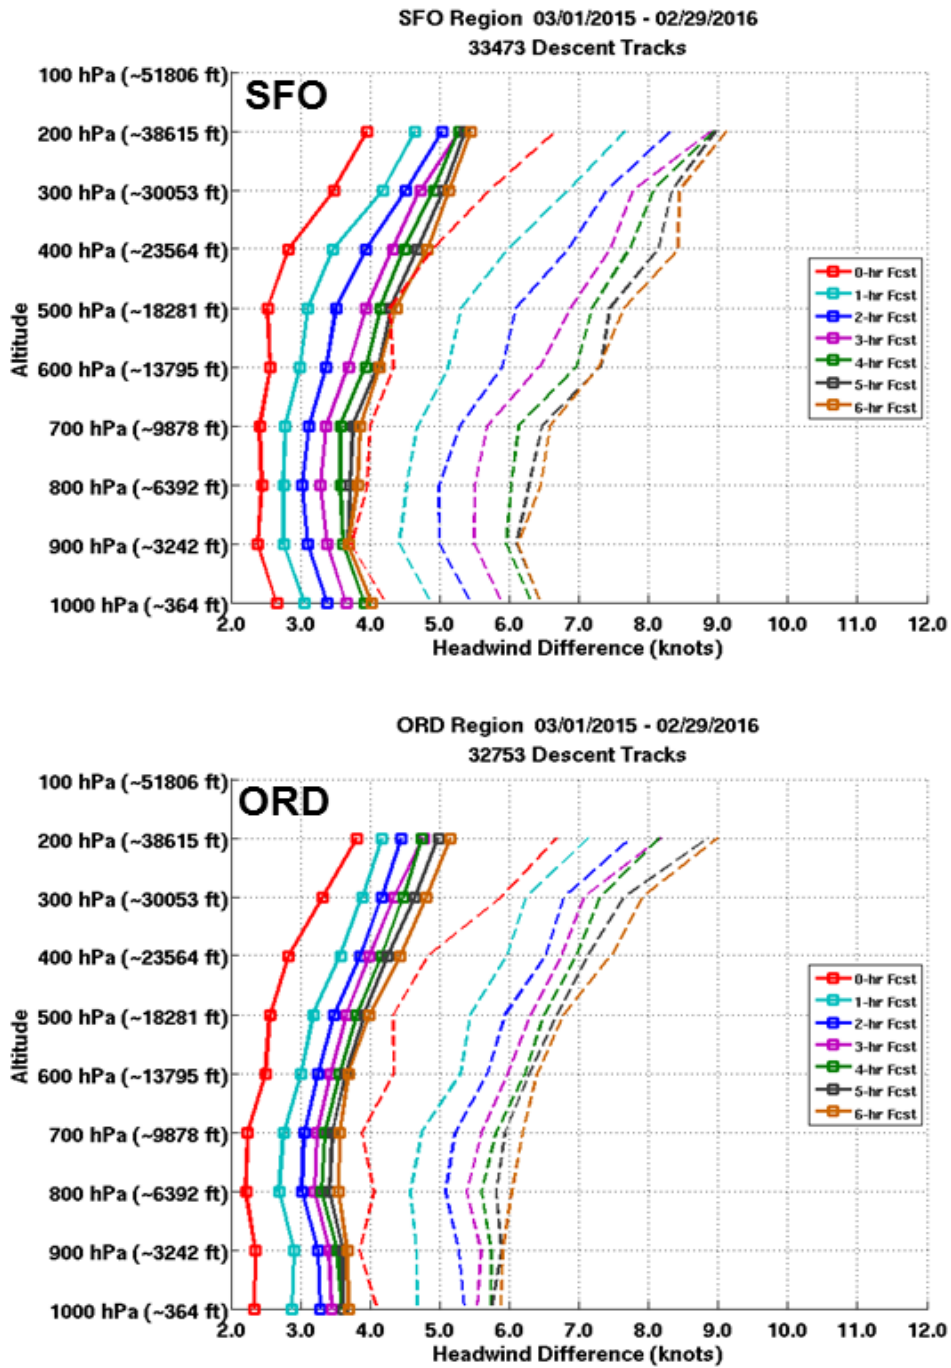 SFO Region 03/01/2015 - 02/29/2016
33473 Descent Tracks
SFO
Altitude
100 hPa (~51806 ft)
200 hPa (~38615 ft)
300 hPa (~30053 ft)
400 hPa (~23564 ft)
500 hPa (~18281 ft)
600 hPa (~13795 ft)
700 hPa (~9878 ft)
800 hPa (~6392 ft)
900 hPa (~3242 ft)
1000 hPa (~364 ft)
0-hr Fcst
1-hr Fcst
2-hr Fcst
3-hr Fcst
4-hr Fcst
5-hr Fcst
6-hr Fcst
2.0 3.0 4.0 5.0 6.0 7.0 8.0 9.0 10.0 11.0 12.0
Headwind Difference (knots)
ORD Region 03/01/2015 - 02/29/2016
32753 Descent Tracks
ORD
Altitude
100 hPa (~51806 ft)
200 hPa (~38615 ft)
300 hPa (~30053 ft)
400 hPa (~23564 ft)
500 hPa (~18281 ft)
600 hPa (~13795 ft)
700 hPa (~9878 ft)
800 hPa (~6392 ft)
900 hPa (~3242 ft)
1000 hPa (~364 ft)
0-hr Fcst
1-hr Fcst
2-hr Fcst
3-hr Fcst
4-hr Fcst
5-hr Fcst
6-hr Fcst
2.0 3.0 4.0 5.0 6.0 7.0 8.0 9.0 10.0 11.0 12.0
Headwind Difference (knots)